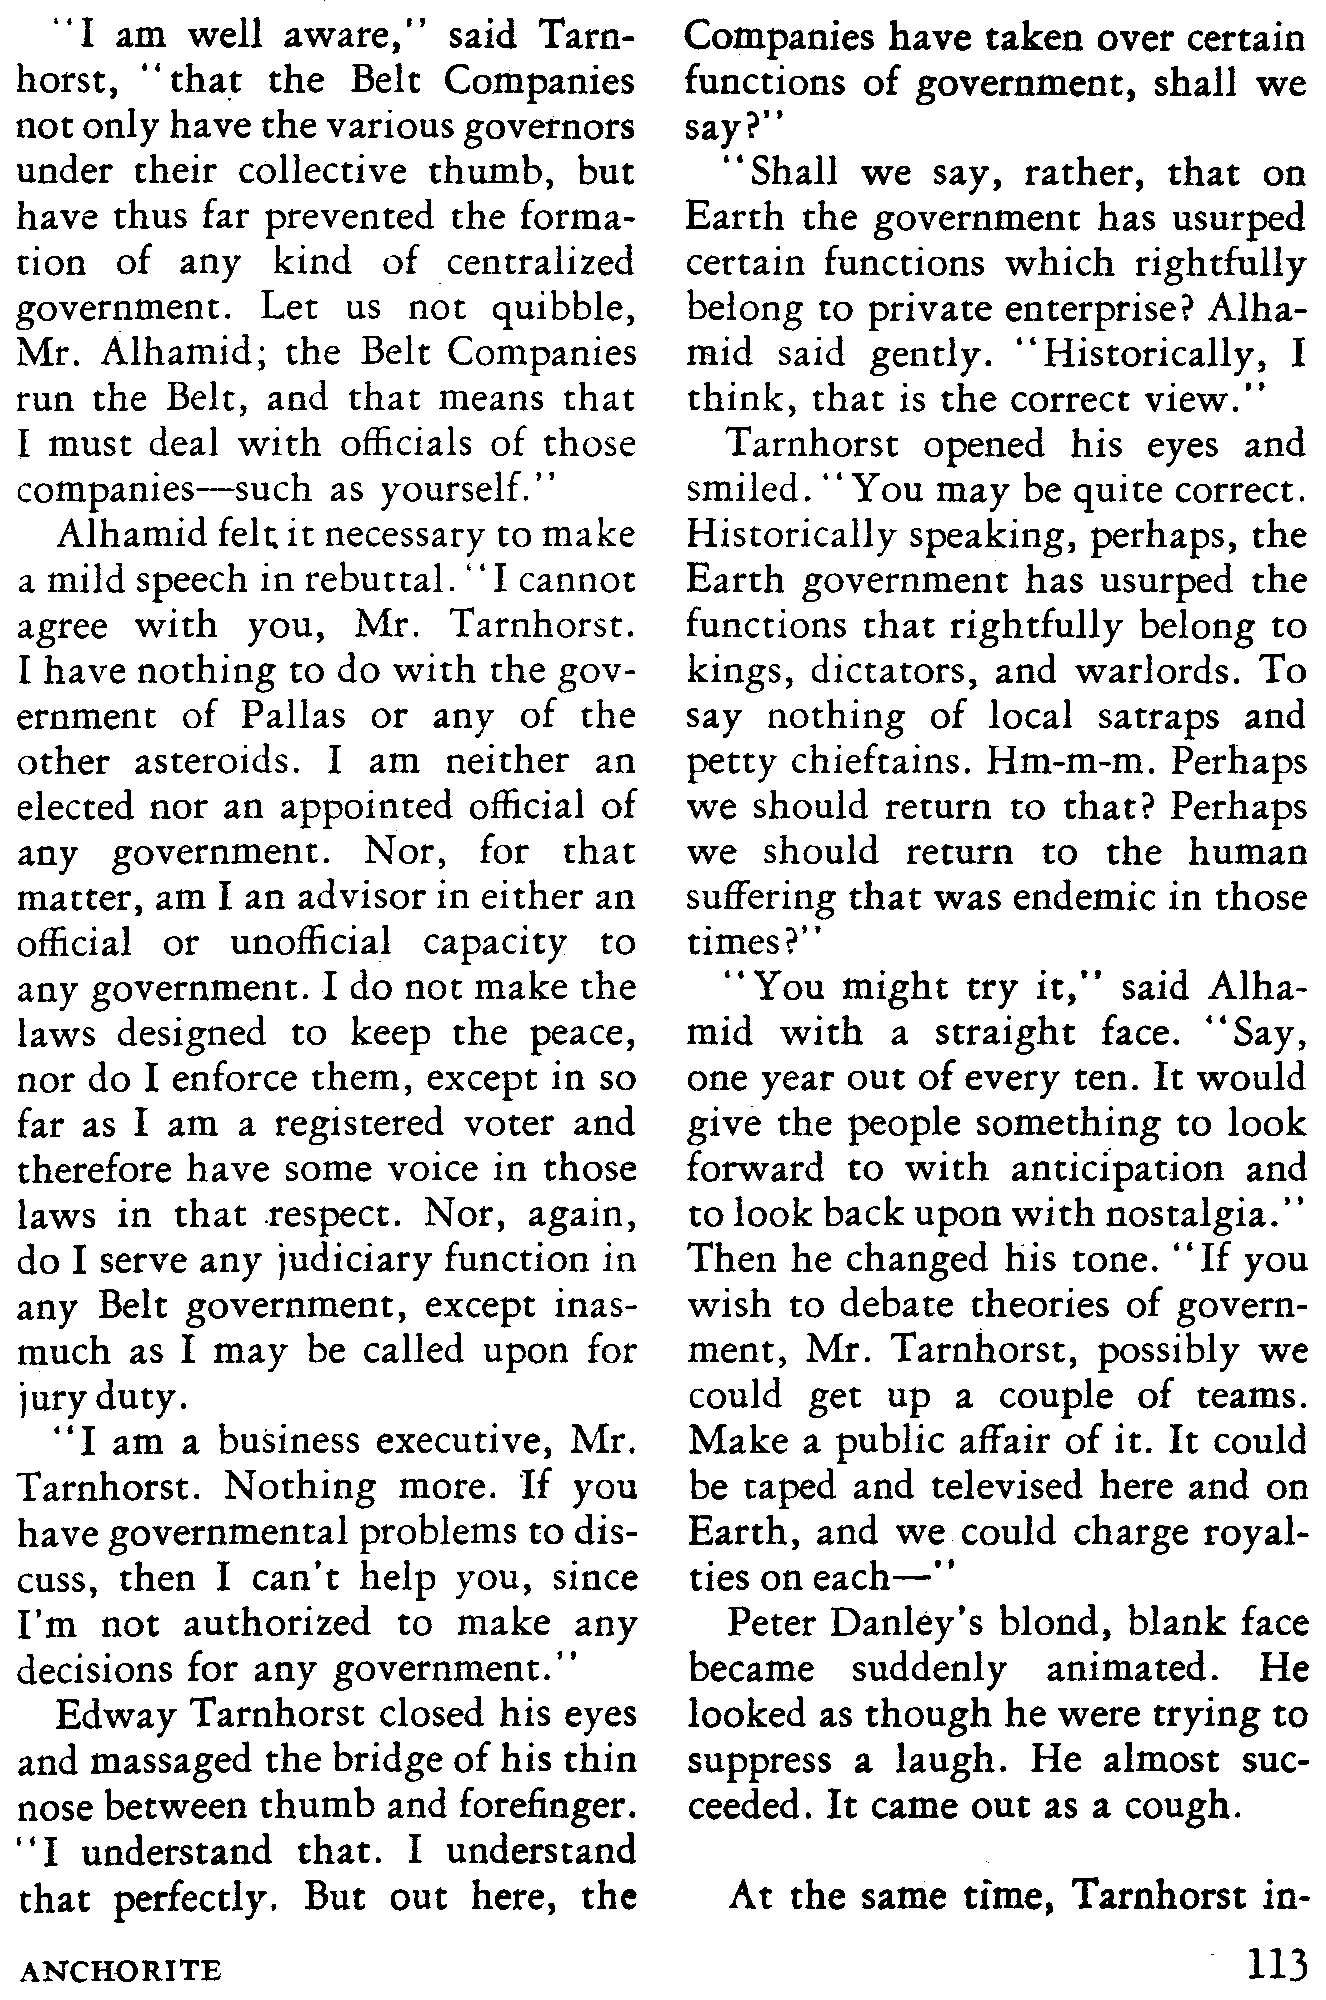 "I am well aware," said Tarn-
horst, "that the Belt Companies
not only have the various governors
under their collective thumb, but
have thus far prevented the forma-
tion of any kind of centralized
government. Let us not quibble,
Mr. Alhamid; the Belt Companies
run the Belt, and that means that
I must deal with officials of those
companies—such as yourself."
Alhamid felt it necessary to make
a mild speech in rebuttal. "I cannot
agree with you, Mr. Tarnhorst.
I have nothing to do with the gov-
ernment of Pallas or any of the
other asteroids. I am neither an
elected nor an appointed official of
any government. Nor, for that
matter, am I an advisor in either an
official or unofficial capacity to
any government. I do not make the
laws designed to keep the peace,
nor do I enforce them, except in so
far as I am a registered voter and
therefore have some voice in those
laws in that respect. Nor, again,
do I serve any judiciary function in
any Belt government, except inas-
much as I may be called upon for
jury duty.
"I am a business executive, Mr.
Tarnhorst. Nothing more. If you
have governmental problems to dis-
cuss, then I can't help you, since
I'm not authorized to make any
decisions for any government."
Edway Tarnhorst closed his eyes
and massaged the bridge of his thin
nose between thumb and forefinger.
"I understand that. I understand
that perfectly. But out here, the
Companies have taken over certain
functions of government, shall we
say?"
"Shall we say, rather, that on
Earth the government has usurped
certain functions which rightfully
belong to private enterprise? Alha-
mid said gently. "Historically, I
think, that is the correct view."
Tarnhorst opened his eyes and
smiled. "You may be quite correct.
Historically speaking, perhaps, the
Earth government has usurped the
functions that rightfully belong to
kings, dictators, and warlords. To
say nothing of local satraps and
petty chieftains. Hm-m-m. Perhaps
we should return to that? Perhaps
we should return to the human
suffering that was endemic in those
times?"
"You might try it," said Alha-
mid with a straight face. "Say,
one year out of every ten. It would
give the people something to look
forward to with anticipation and
to look back upon with nostalgia."
Then he changed his tone. "If you
wish to debate theories of govern-
ment, Mr. Tarnhorst, possibly we
could get up a couple of teams.
Make a public affair of it. It could
be taped and televised here and on
Earth, and we could charge royal-
ties on each—"
Peter Danley's blond, blank face
became suddenly animated. He
looked as though he were trying to
suppress a laugh. He almost suc-
ceeded. It came out as a cough.
At the same time, Tarnhorst in-
ANCHORITE
113